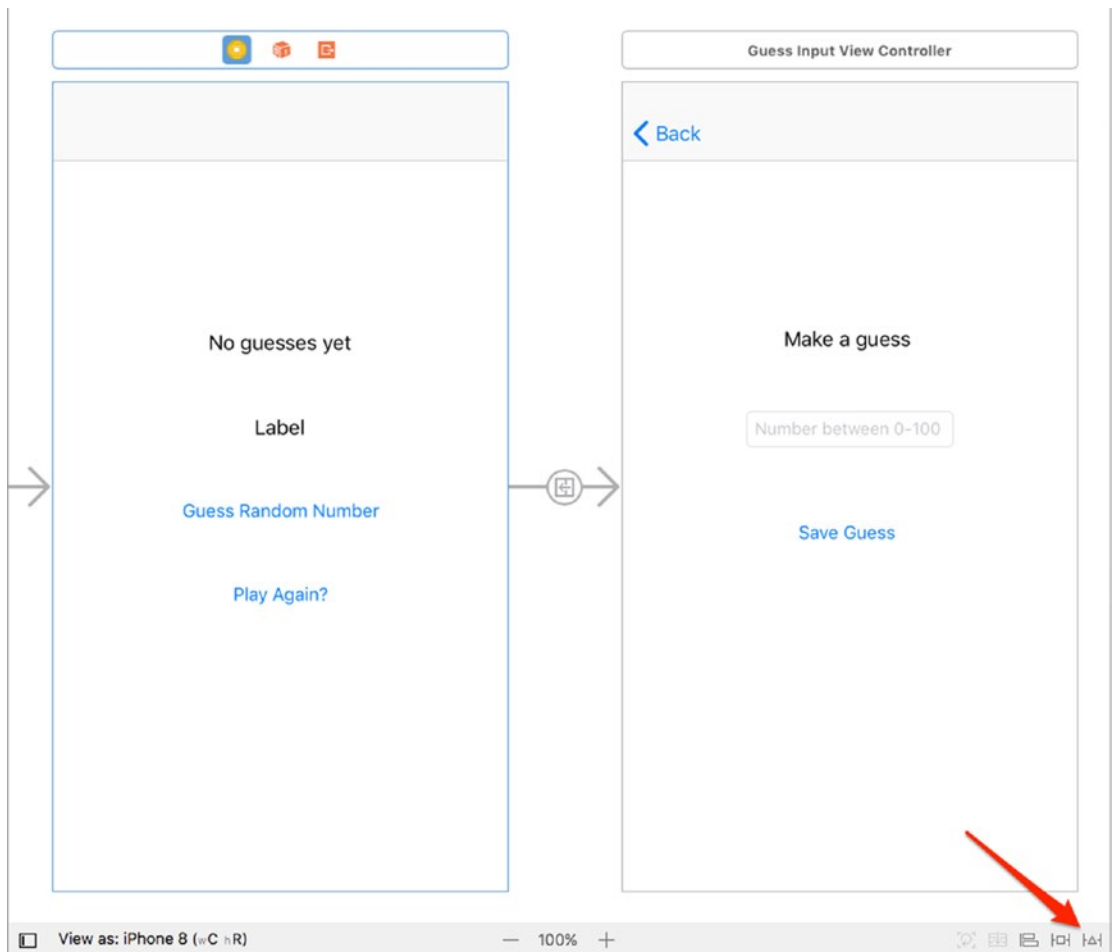 Guess Input View Controller
Back
No guesses yet
Label
Guess Random Number
Play Again?
Make a guess
Number between 0-100
Save Guess
View as: iPhone 8 (wC hR)
100%